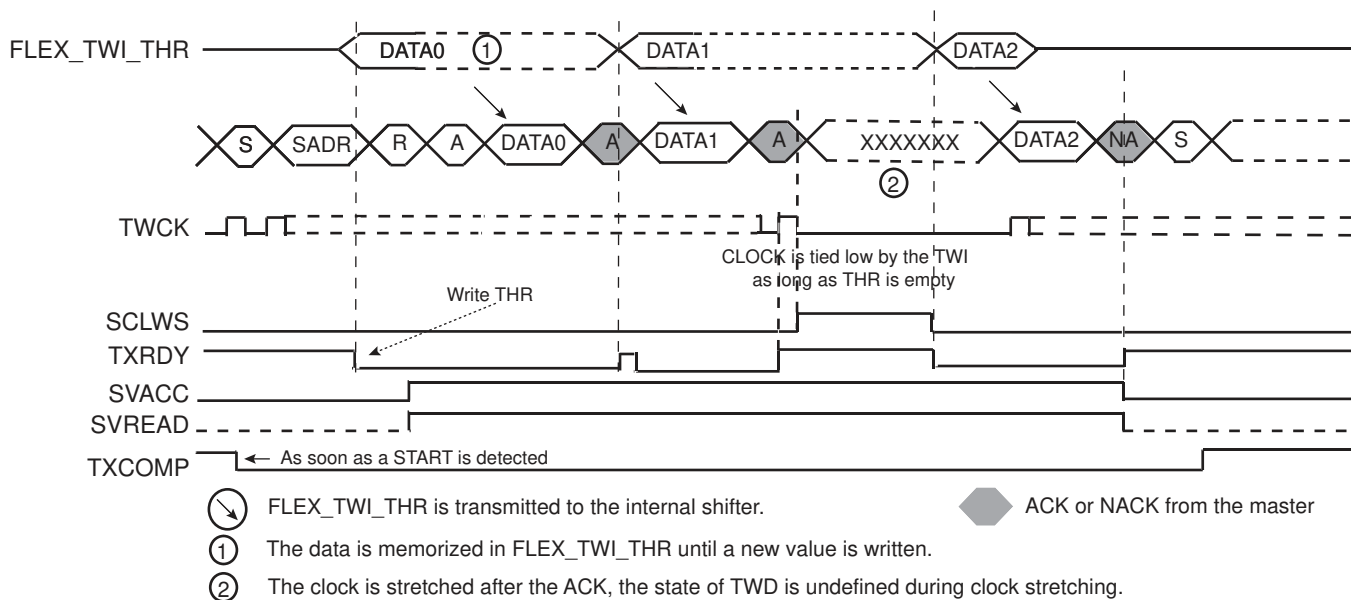 FLEX_TWI_THR DATA0 1 DATA1 DATA2
S SADR R A DATA0 A DATA1 A XXXXXXX DATA2 NA S
2
TWCK
CLOCK is tied low by the TWI
as long as THR is empty
Write THR
SCLWS
TXRDY
SVACC
SVREAD
TXCOMP As soon as a START is detected
FLEX_TWI_THR is transmitted to the internal shifter. ACK or NACK from the master
1 The data is memorized in FLEX_TWI_THR until a new value is written.
2 The clock is stretched after the ACK, the state of TWD is undefined during clock stretching.